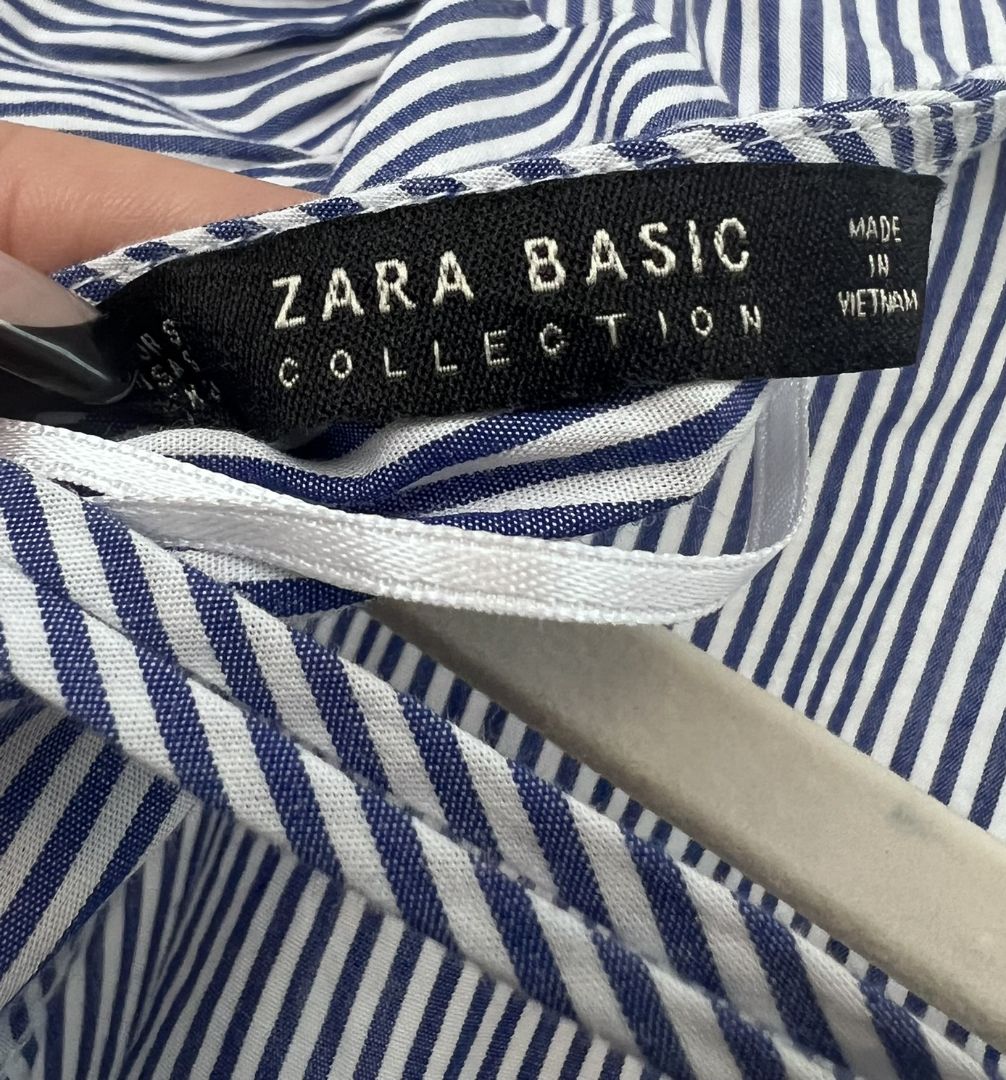 ZARA BASIC
COLLECTION
MADE
IN
VIETNAM